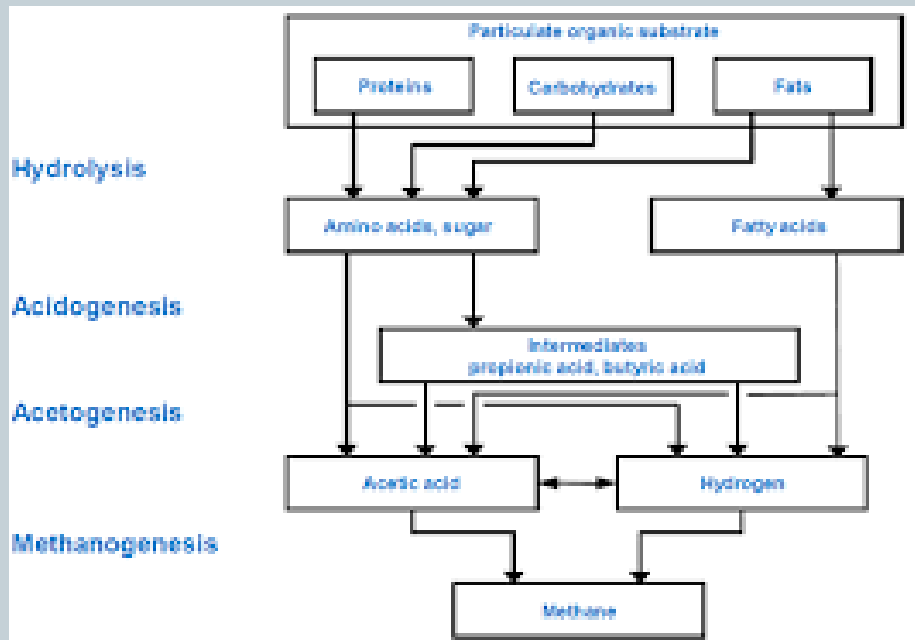 Particulate organic substrate
Proteins
Carbohydrates
Fats
Hydrolysis
Amino acids, sugar
Fatty acids
Acidogenesis
Intermediates
propionic acid, butyric acid
Acetogenesis
Acetic acid
Hydrogen
Methanogenesis
Methane